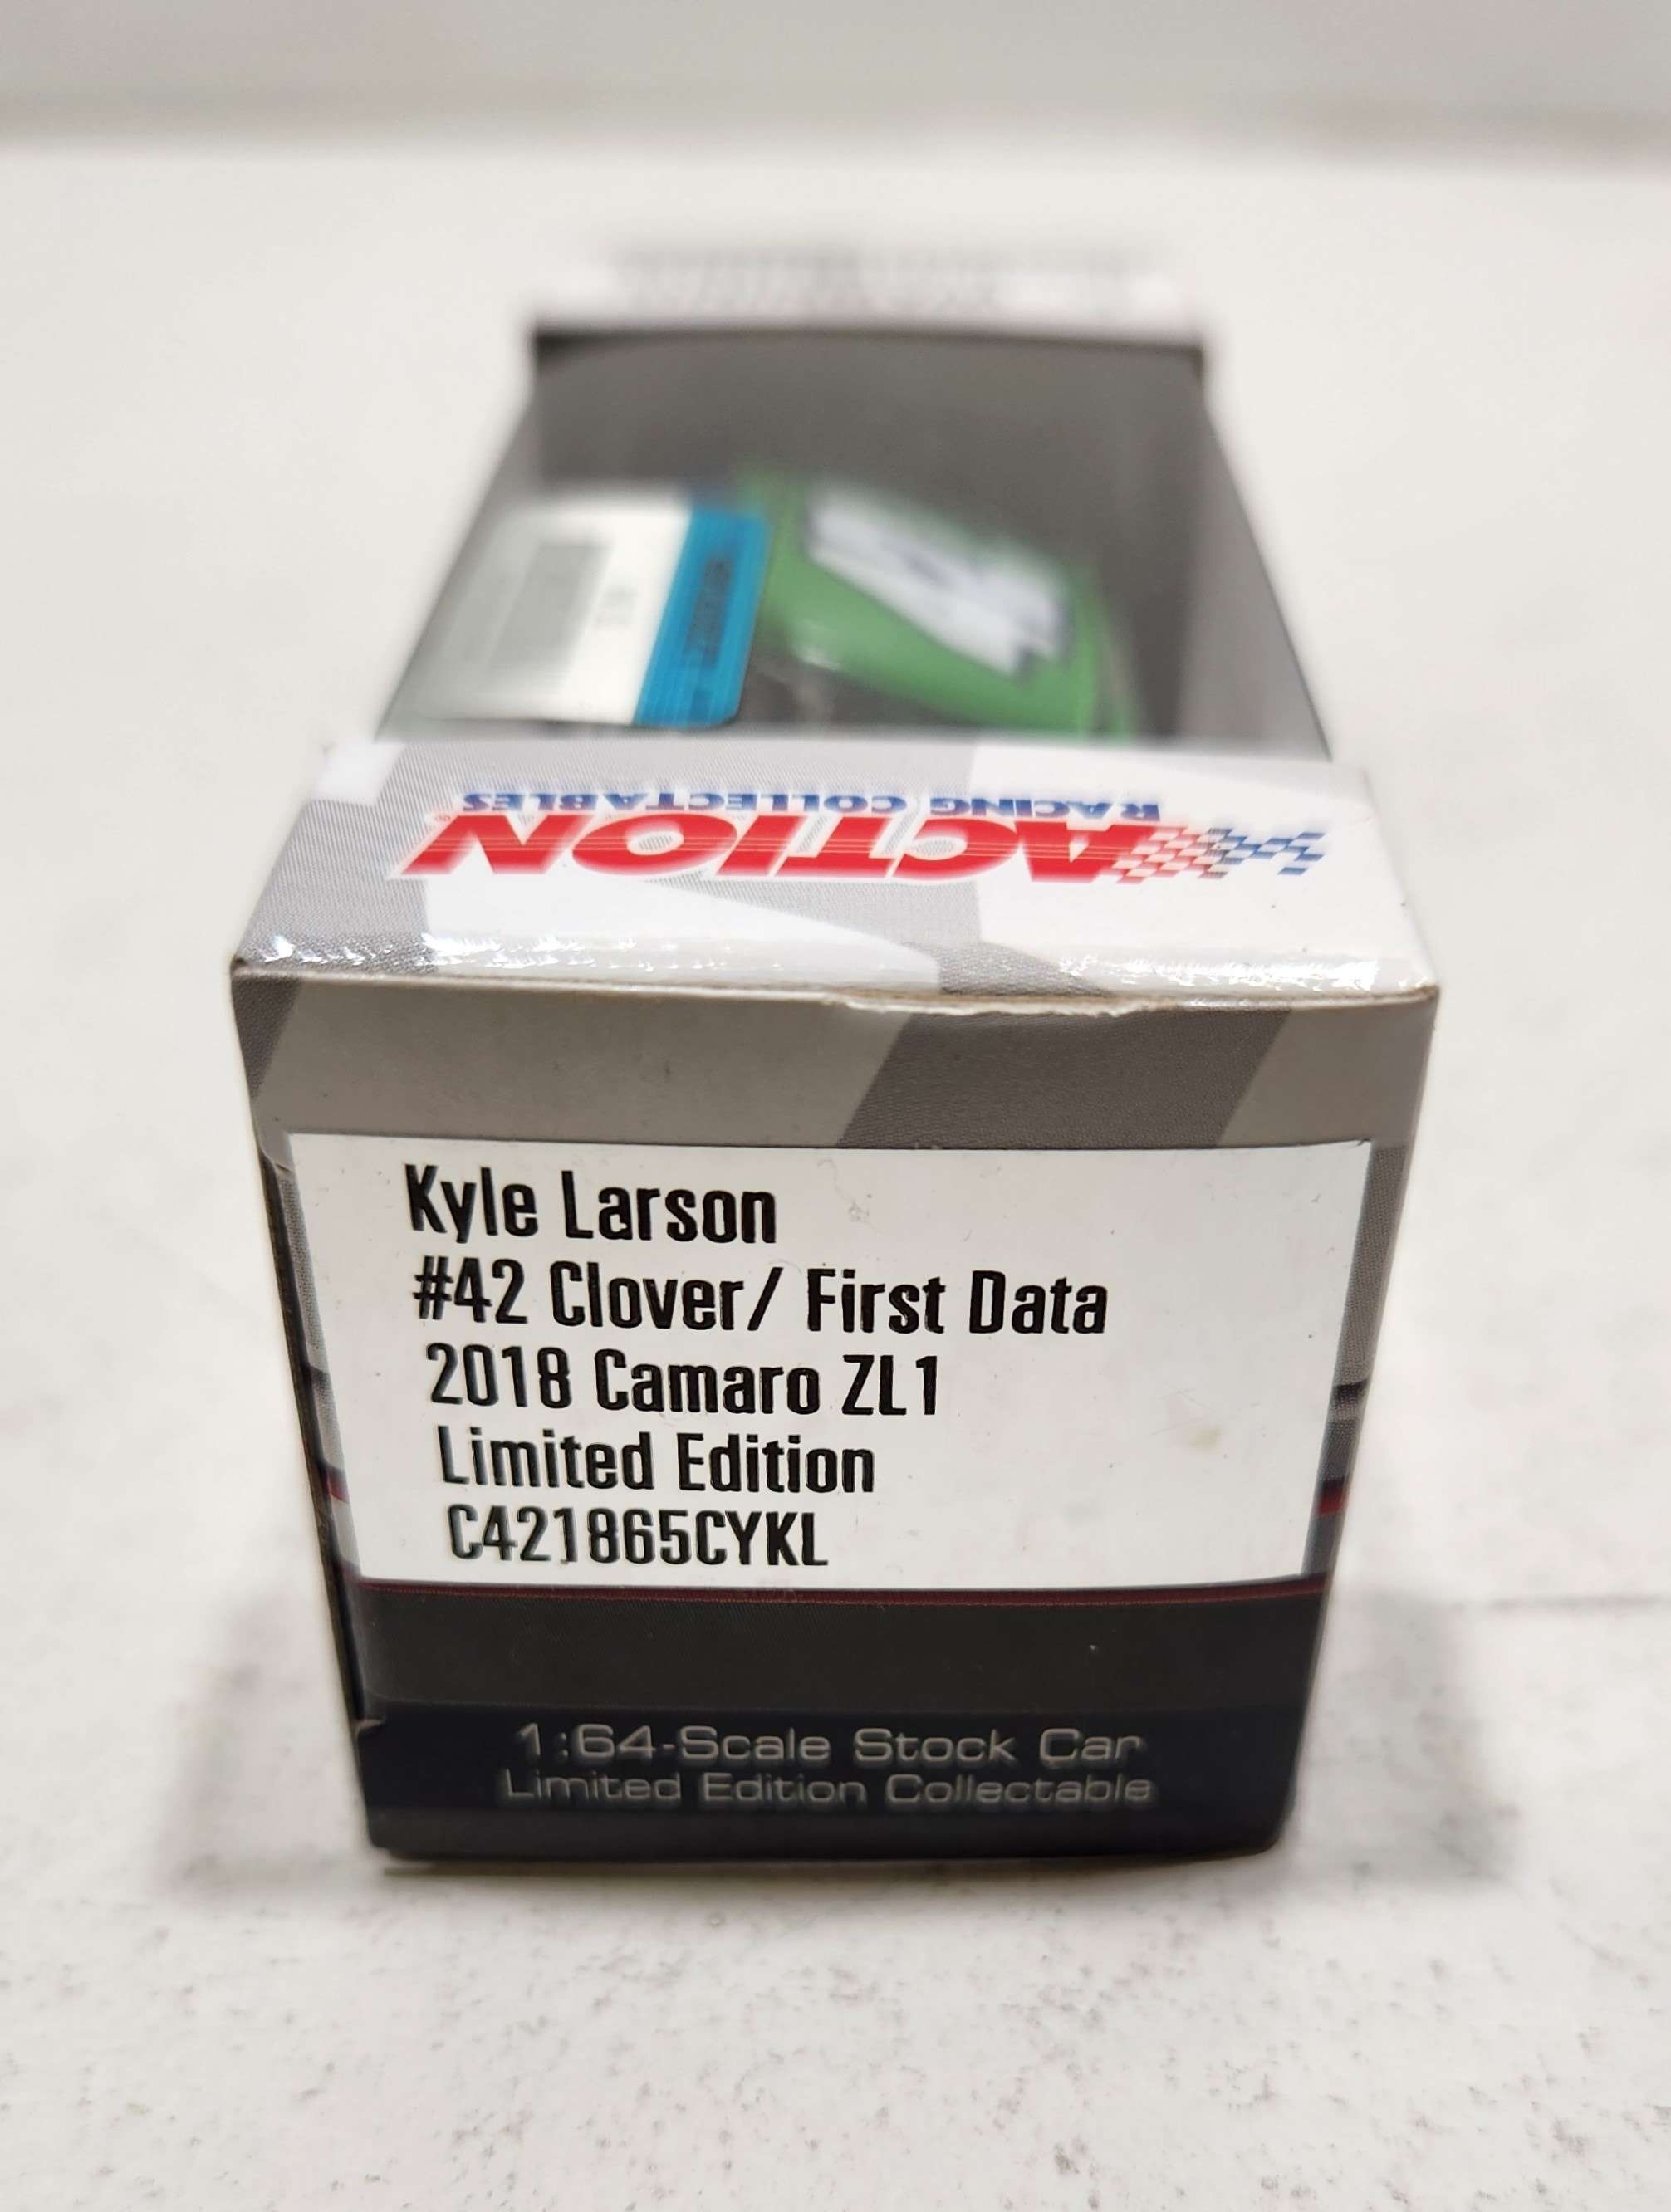 ACTION®
RACING COLLECTABLES
Kyle Larson
#42 Clover/ First Data
2018 Camaro ZL1
Limited Edition
C421865CYKL
1:64-Scale Stock Car
Limited Edition Collectable